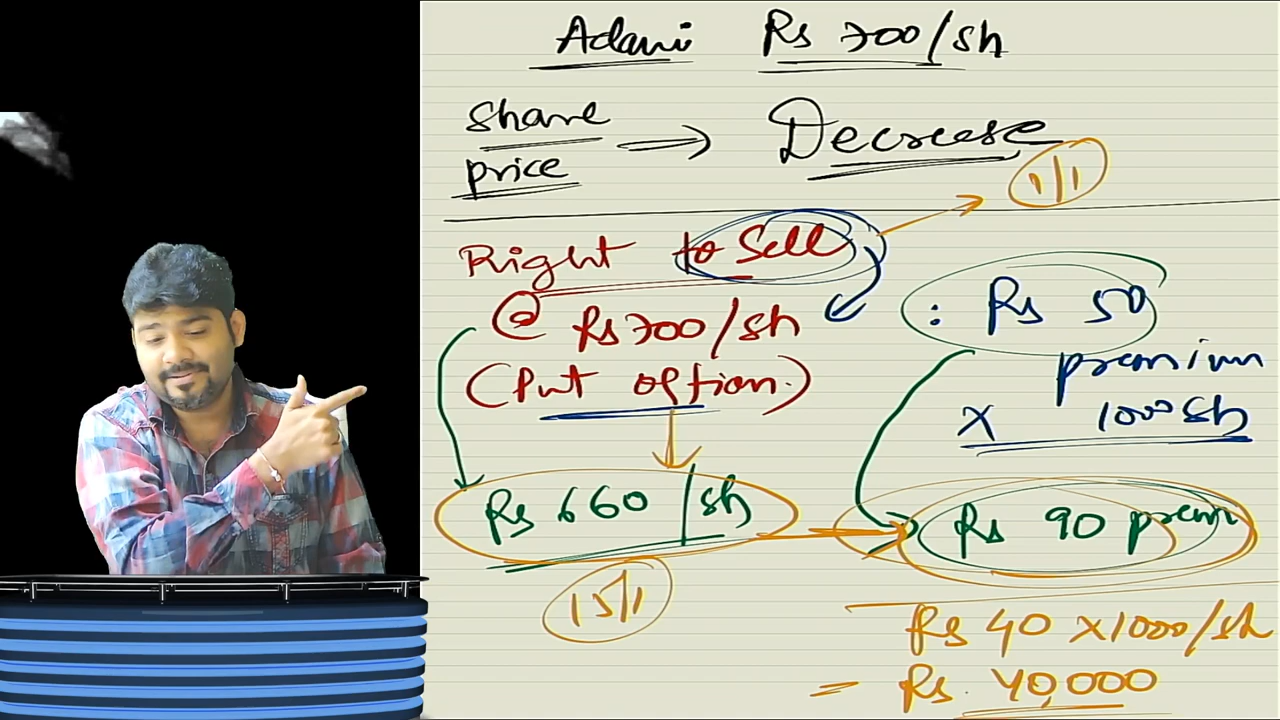 Adani Rs 700/sh
Share price ⇒ Decrease
1/1
Right to Sell
@ Rs 700/sh
(Put option.)
: Rs 50
premium
x 1000 sh
Rs 660/sh
Rs 90 prem
15/1
Rs 40 x 1000/sh
= Rs. 40,000